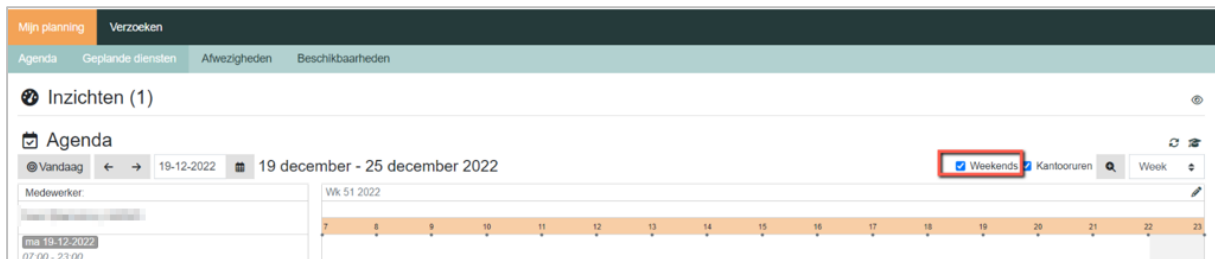 Mijn planning Verzoeken
Agenda Geplande diensten Afwezigheden Beschikbaarheden
Inzichten (1)
Agenda
Vandaag ← → 19-12-2022 19 december - 25 december 2022 Weekends Kantooruren Week
Medewerker: Wk 51 2022
7 8 9 10 11 12 13 14 15 16 17 18 19 20 21 22 23
ma 19-12-2022
07:00 - 23:00